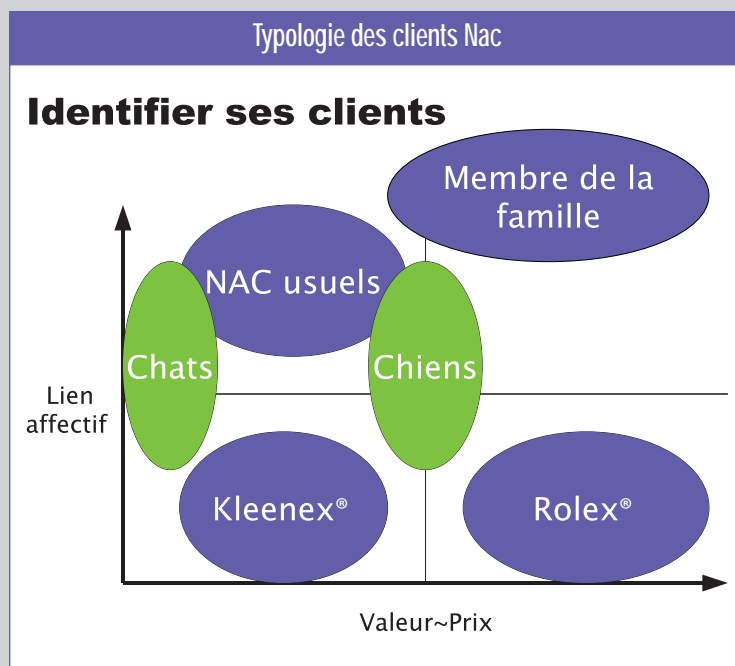 Typologie des clients Nac
Identifier ses clients
Membre de la
famille
NAC usuels
Chats
Chiens
Lien
affectif
Kleenex®
Rolex®
Valeur~Prix